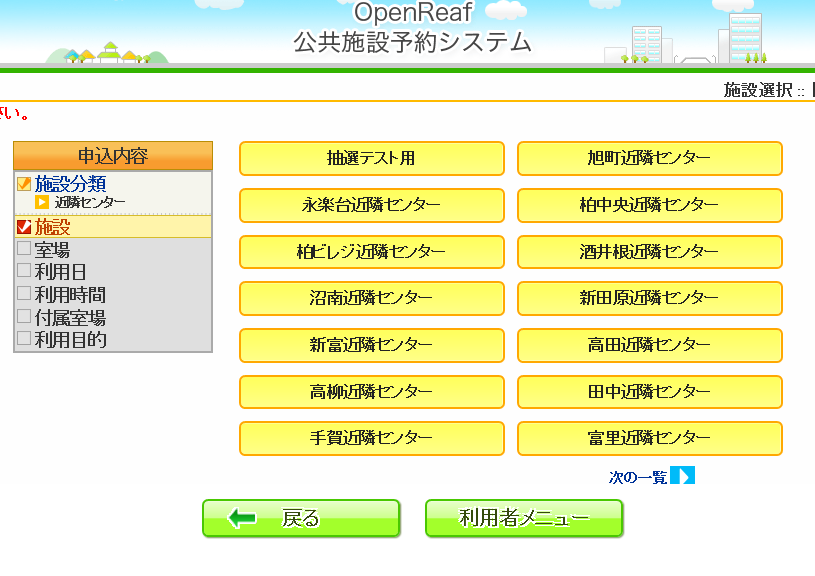 OpenReaf
公共施設予約システム
施設選択 ::
さい。
申込内容
施設分類
近隣センター
施設
室場
利用日
利用時間
付属室場
利用目的
抽選テスト用
旭町近隣センター
永楽台近隣センター
柏中央近隣センター
柏ビレジ近隣センター
酒井根近隣センター
沼南近隣センター
新田原近隣センター
新富近隣センター
高田近隣センター
高柳近隣センター
田中近隣センター
手賀近隣センター
富里近隣センター
次の一覧
戻る
利用者メニュー